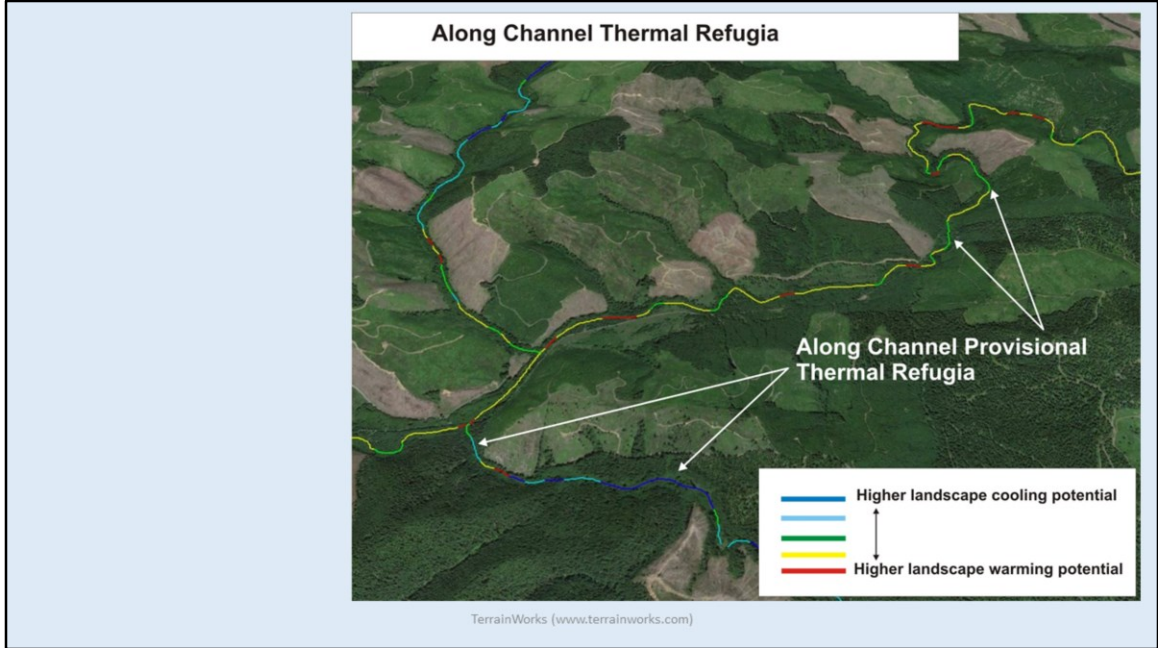 Along Channel Thermal Refugia
Along Channel Provisional
Thermal Refugia
Higher landscape cooling potential
Higher landscape warming potential
TerrainWorks (www.terrainworks.com)